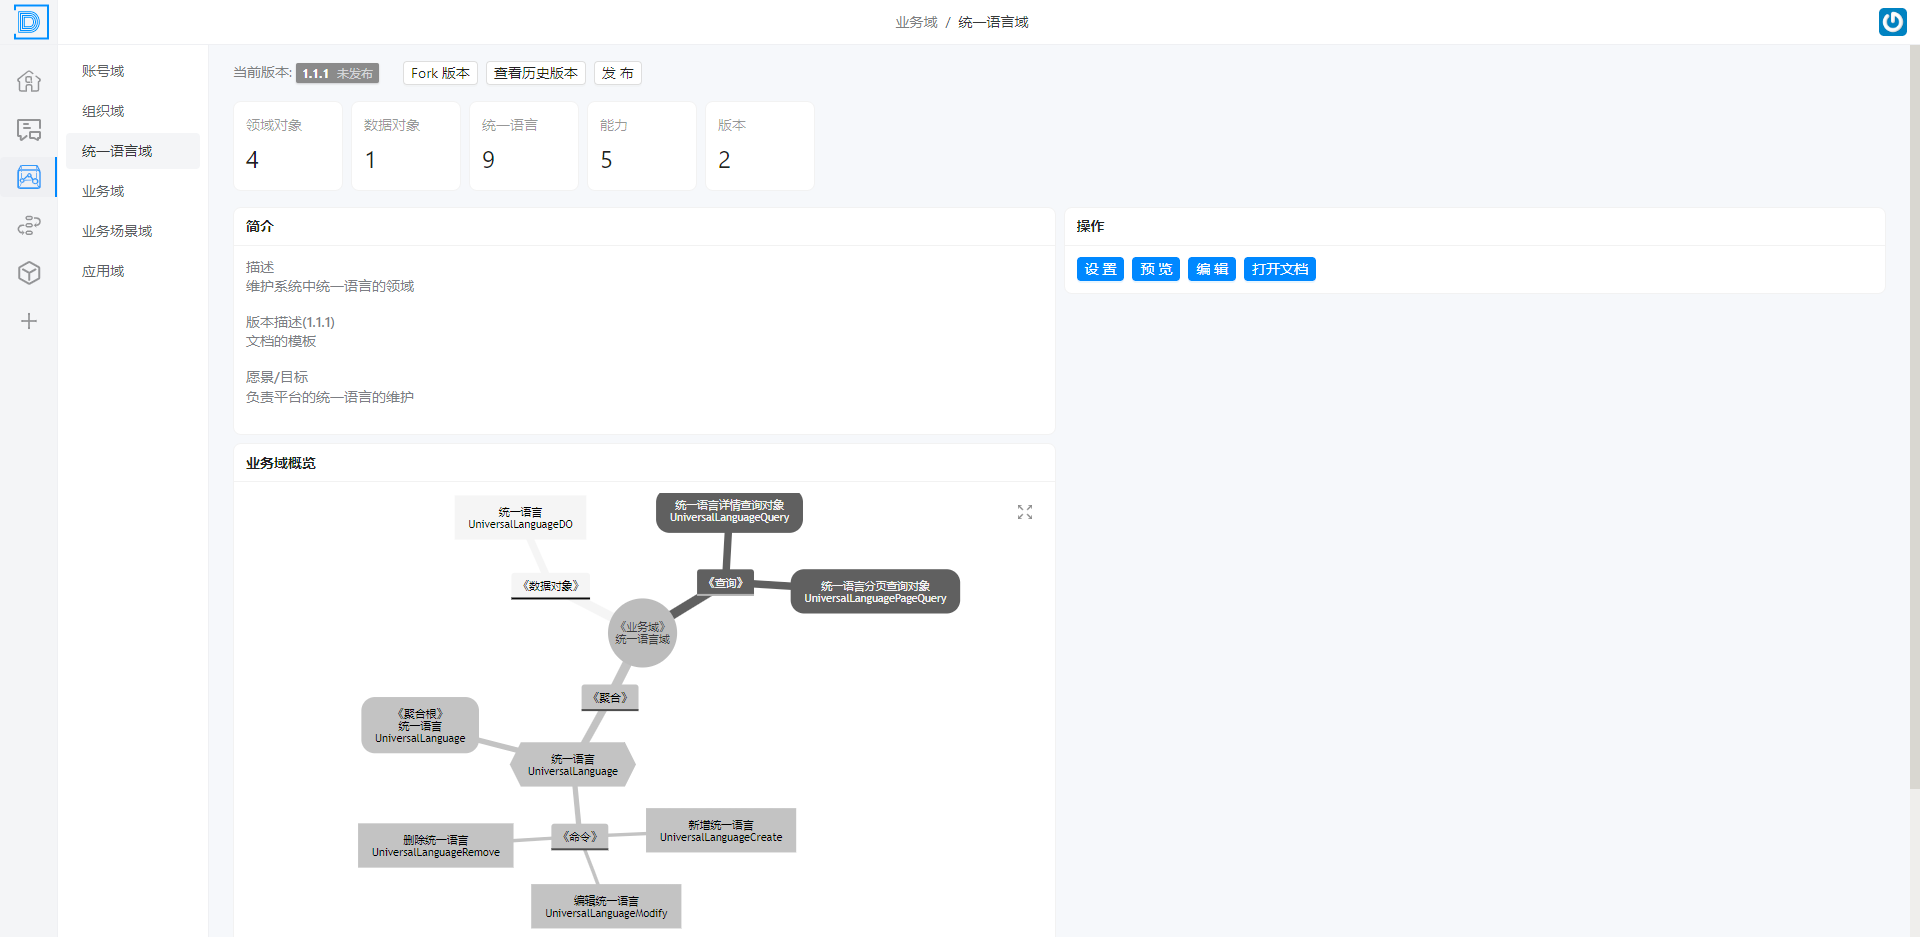 业务域 / 统一语言域
账号域
组织域
统一语言域
业务域
业务场景域
应用域
当前版本: 1.1.1 未发布 Fork 版本 查看历史版本 发 布
领域对象 数据对象 统一语言 能力 版本
4 1 9 5 2
简介
描述
维护系统中统一语言的领域
版本描述(1.1.1)
文档的模板
愿景/目标
负责平台的统一语言的维护
操作
设 置 预 览 编 辑 打开文档
业务域概览
统一语言
UniversalLanguageDO
统一语言详情查询对象
UniversalLanguageQuery
《数据对象》
《查询》
统一语言分页查询对象
UniversalLanguagePageQuery
《业务域》
统一语言域
《聚合》
《聚合根》
统一语言
UniversalLanguage
统一语言
UniversalLanguage
《命令》
新增统一语言
UniversalLanguageCreate
删除统一语言
UniversalLanguageRemove
编辑统一语言
UniversalLanguageModify